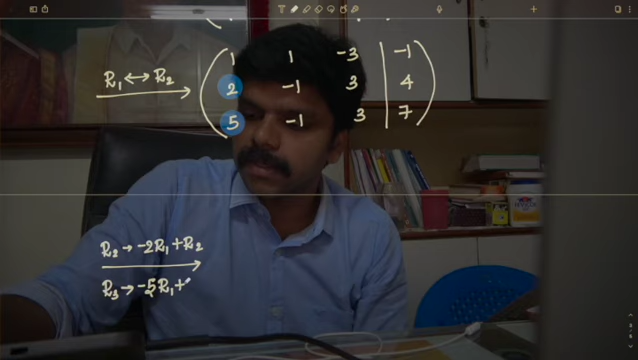 R₁ ↔ R₂
1 1 -3 | -1
2 -1 3 | 4
5 -1 3 | 7
R₂ → -2R₁ + R₂
R₃ → -5R₁ +